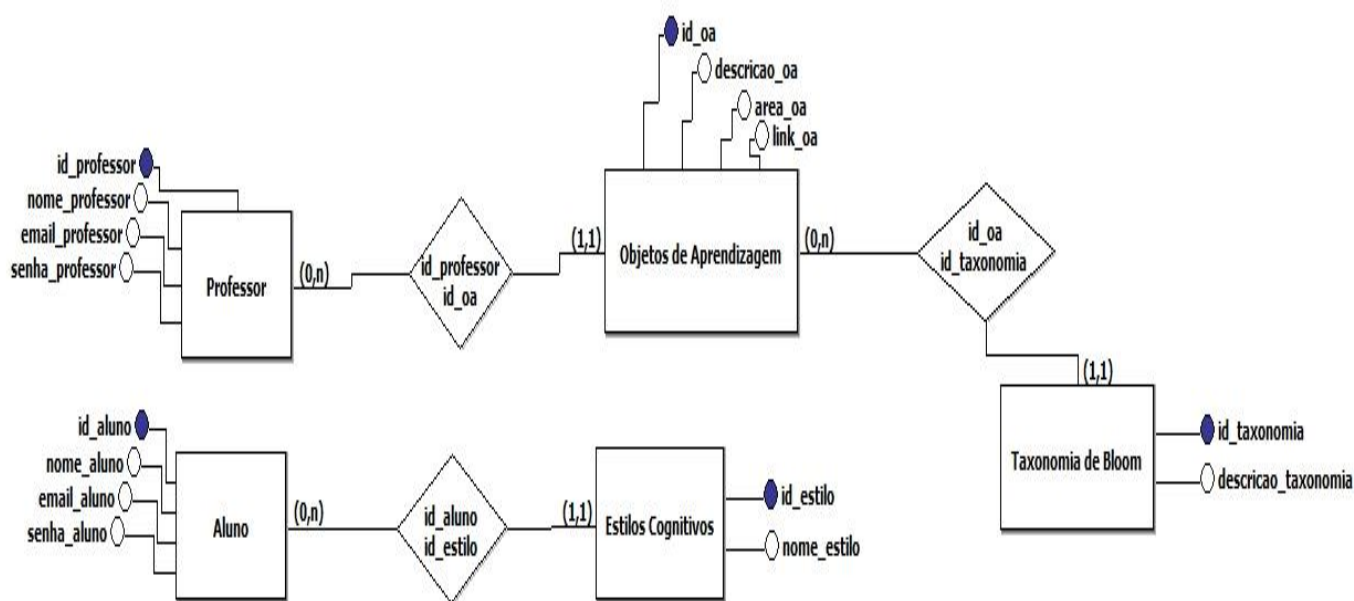 id_oa
descricao_oa
area_oa
link_oa
id_professor
nome_professor
email_professor
senha_professor
Professor
(0,n)
id_professor
id_oa
(1,1)
Objetos de Aprendizagem
(0,n)
id_oa
id_taxonomia
(1,1)
Taxonomia de Bloom
id_taxonomia
descricao_taxonomia
id_aluno
nome_aluno
email_aluno
senha_aluno
Aluno
(0,n)
id_aluno
id_estilo
(1,1)
Estilos Cognitivos
id_estilo
nome_estilo